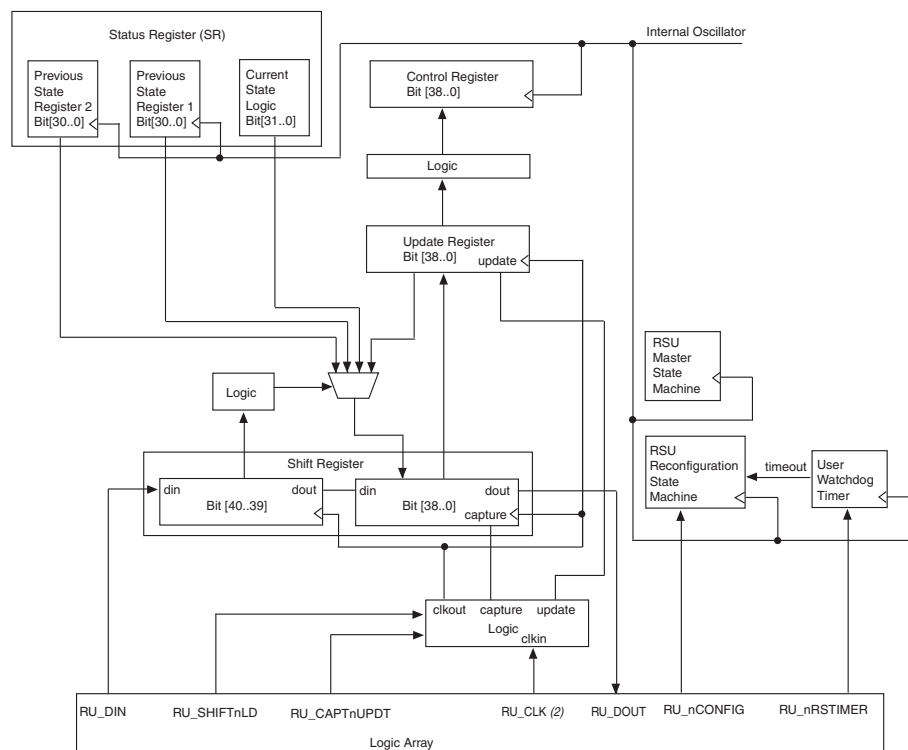 Status Register (SR)
Internal Oscillator
Previous
State
Register 2
Bit[30..0]
Previous
State
Register 1
Bit[30..0]
Current
State
Logic
Bit[31..0]
Control Register
Bit [38..0]
Logic
Update Register
Bit [38..0]
update
RSU
Master
State
Machine
Logic
Shift Register
din
dout
Bit [40..39]
din
dout
Bit [38..0]
capture
RSU
Reconfiguration
State
Machine
timeout
User
Watchdog
Timer
clkout
capture
update
Logic
clkin
RU_DIN
RU_SHIFTnLD
RU_CAPTnUPDT
RU_CLK (2)
RU_DOUT
RU_nCONFIG
RU_nRSTIMER
Logic Array